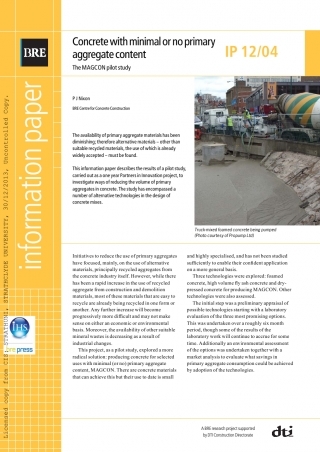 BRE
Concrete with minimal or no primary
aggregate content
IP 12/04
The MAGCON pilot study
P J Nixon
BRE Centre for Concrete Construction
The availability of primary aggregate materials has been
diminishing; therefore alternative materials – other than
suitable recycled materials, the use of which is already
widely accepted – must be found.
This information paper describes the results of a pilot study,
carried out as a one year Partners in Innovation project, to
investigate ways of reducing the volume of primary
aggregates in concrete. The study has encompassed a
number of alternative technologies in the design of
concrete mixes.
Truck mixed foamed concrete being pumped
(Photo courtesy of Propump Ltd)
information paper
Licensed copy from CIS: STRATHCLYDE UNIVERSITY, 30/12/2013, Uncontrolled Copy.
IHS
press
Initiatives to reduce the use of primary aggregates
have focused, mainly, on the use of alternative
materials, principally recycled aggregates from
the concrete industry itself. However, while there
has been a rapid increase in the use of recycled
aggregate from construction and demolition
materials, most of these materials that are easy to
recycle are already being recycled in one form or
another. Any further increase will become
progressively more difficult and may not make
sense on either an economic or environmental
basis. Moreover, the availability of other suitable
mineral wastes is decreasing as a result of
industrial changes.
This project, as a pilot study, explored a more
radical solution: producing concrete for selected
uses with minimal (or no) primary aggregate
content, MAGCON. There are concrete materials
that can achieve this but their use to date is small
and highly specialised, and has not been studied
sufficiently to enable their confident application
on a more general basis.
Three technologies were explored: foamed
concrete, high volume fly ash concrete and dry-
pressed concrete for producing MAGCON. Other
technologies were also assessed.
The initial step was a preliminary appraisal of
possible technologies starting with a laboratory
evaluation of the three most promising options.
This was undertaken over a roughly six month
period, though some of the results of the
laboratory work will continue to accrue for some
time. Additionally an environmental assessment
of the options was undertaken together with a
market analysis to evaluate what savings in
primary aggregate consumption could be achieved
by adoption of the technologies.
A BRE research project supported
by DTI Construction Directorate
dti